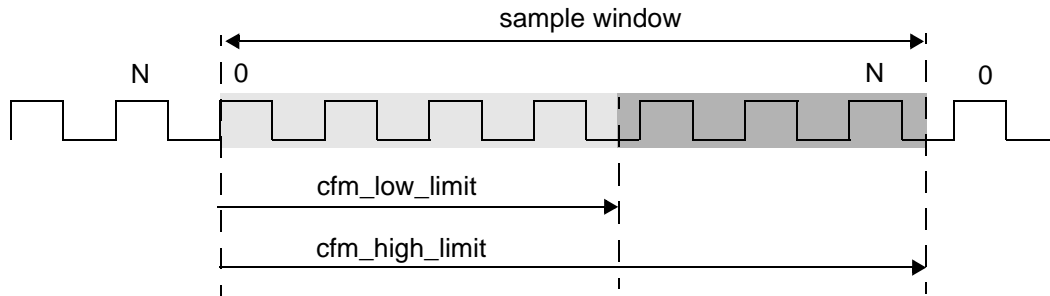 sample window
N 0 N 0
cfm_low_limit
cfm_high_limit